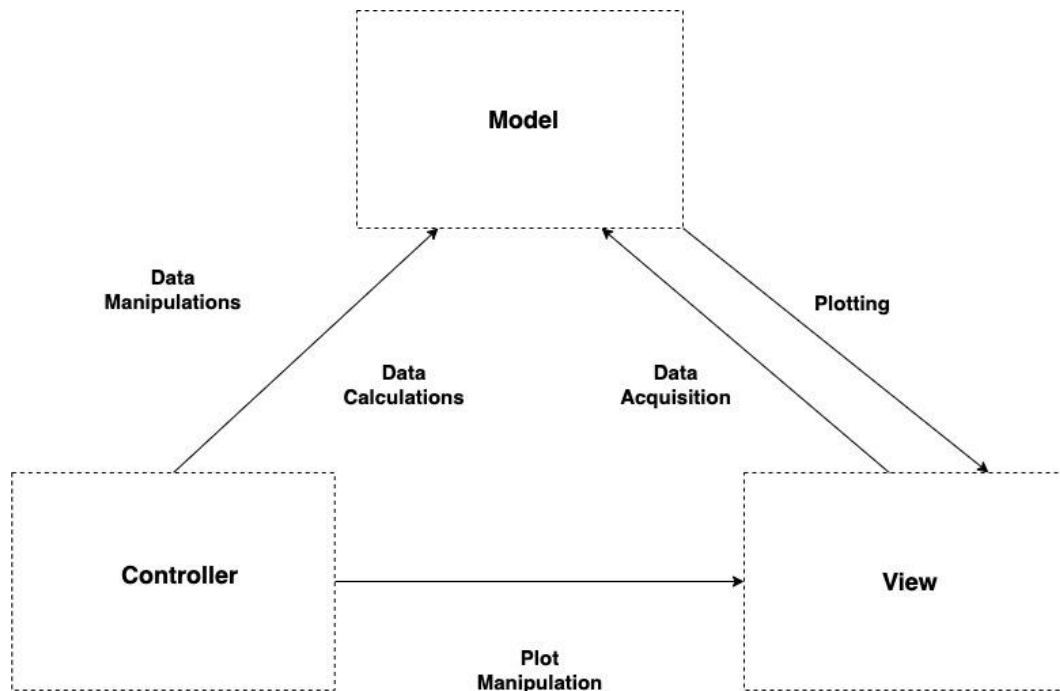 Model
Data
Manipulations
Plotting
Data
Calculations
Data
Acquisition
Controller
View
Plot
Manipulation